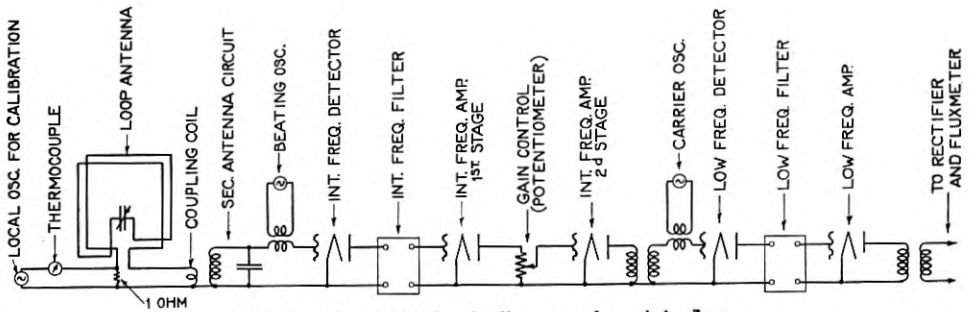 LOCAL OSC. FOR CALIBRATION
THERMOCOUPLE
LOOP ANTENNA
COUPLING COIL
SEC. ANTENNA CIRCUIT
BEATING OSC.
INT. FREQ. DETECTOR
INT. FREQ. FILTER
INT. FREQ. AMP.
1ST. STAGE
GAIN CONTROL
(POTENTIOMETER)
INT. FREQ. AMP.
2d STAGE
CARRIER OSC.
LOW FREQ. DETECTOR
LOW FREQ. FILTER
LOW FREQ. AMP.
TO RECTIFIER
AND FLUXMETER
1 OHM